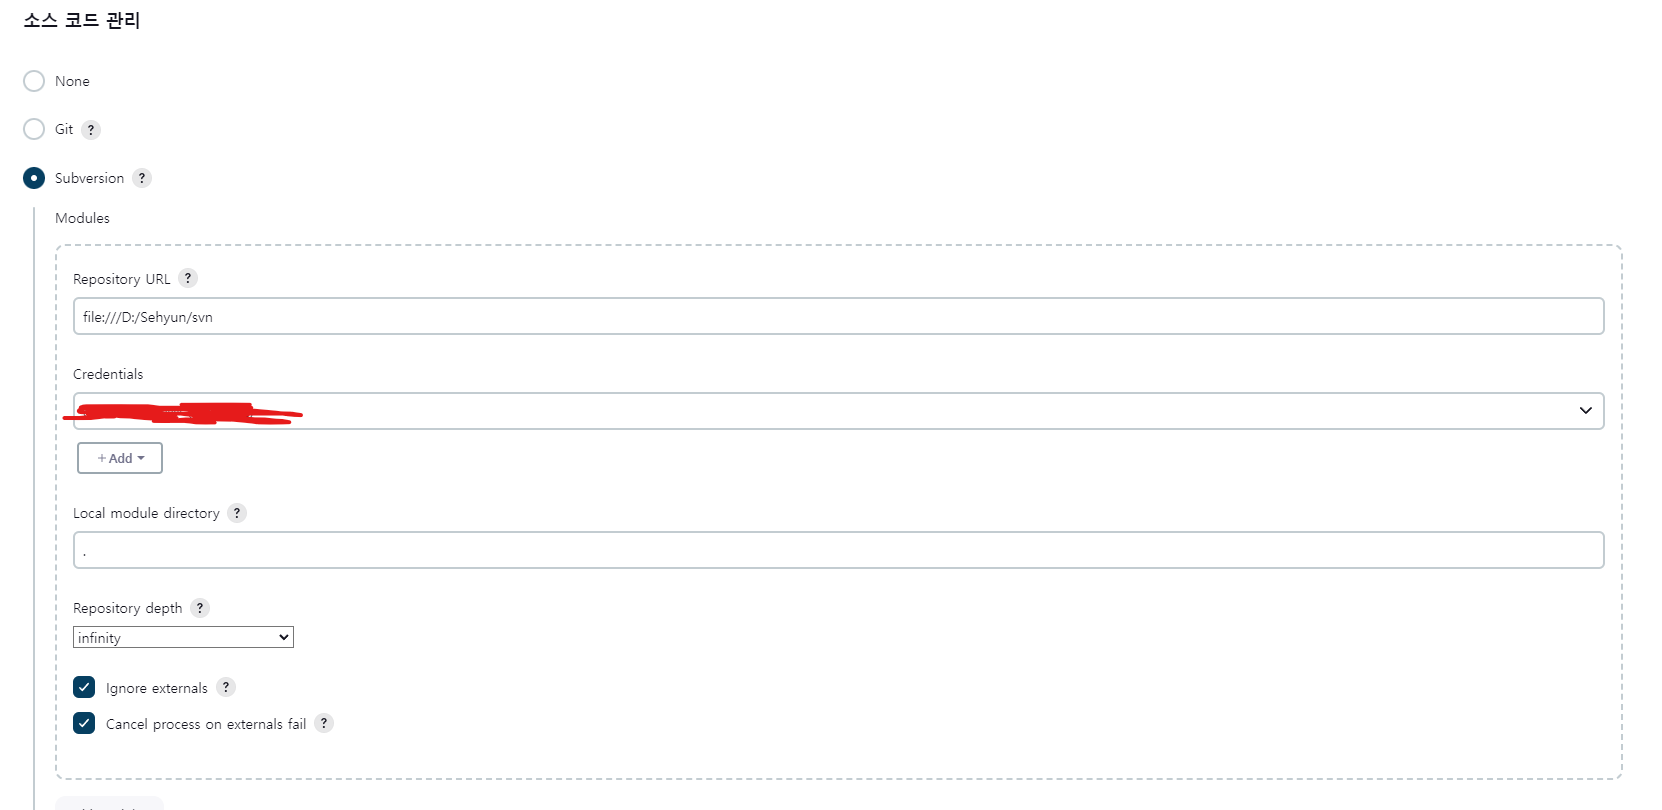 소스 코드 관리
None
Git ?
Subversion ?
Modules
Repository URL ?
file:///D:/Sehyun/svn
Credentials
+ Add
Local module directory ?
.
Repository depth ?
infinity
Ignore externals ?
Cancel process on externals fail ?